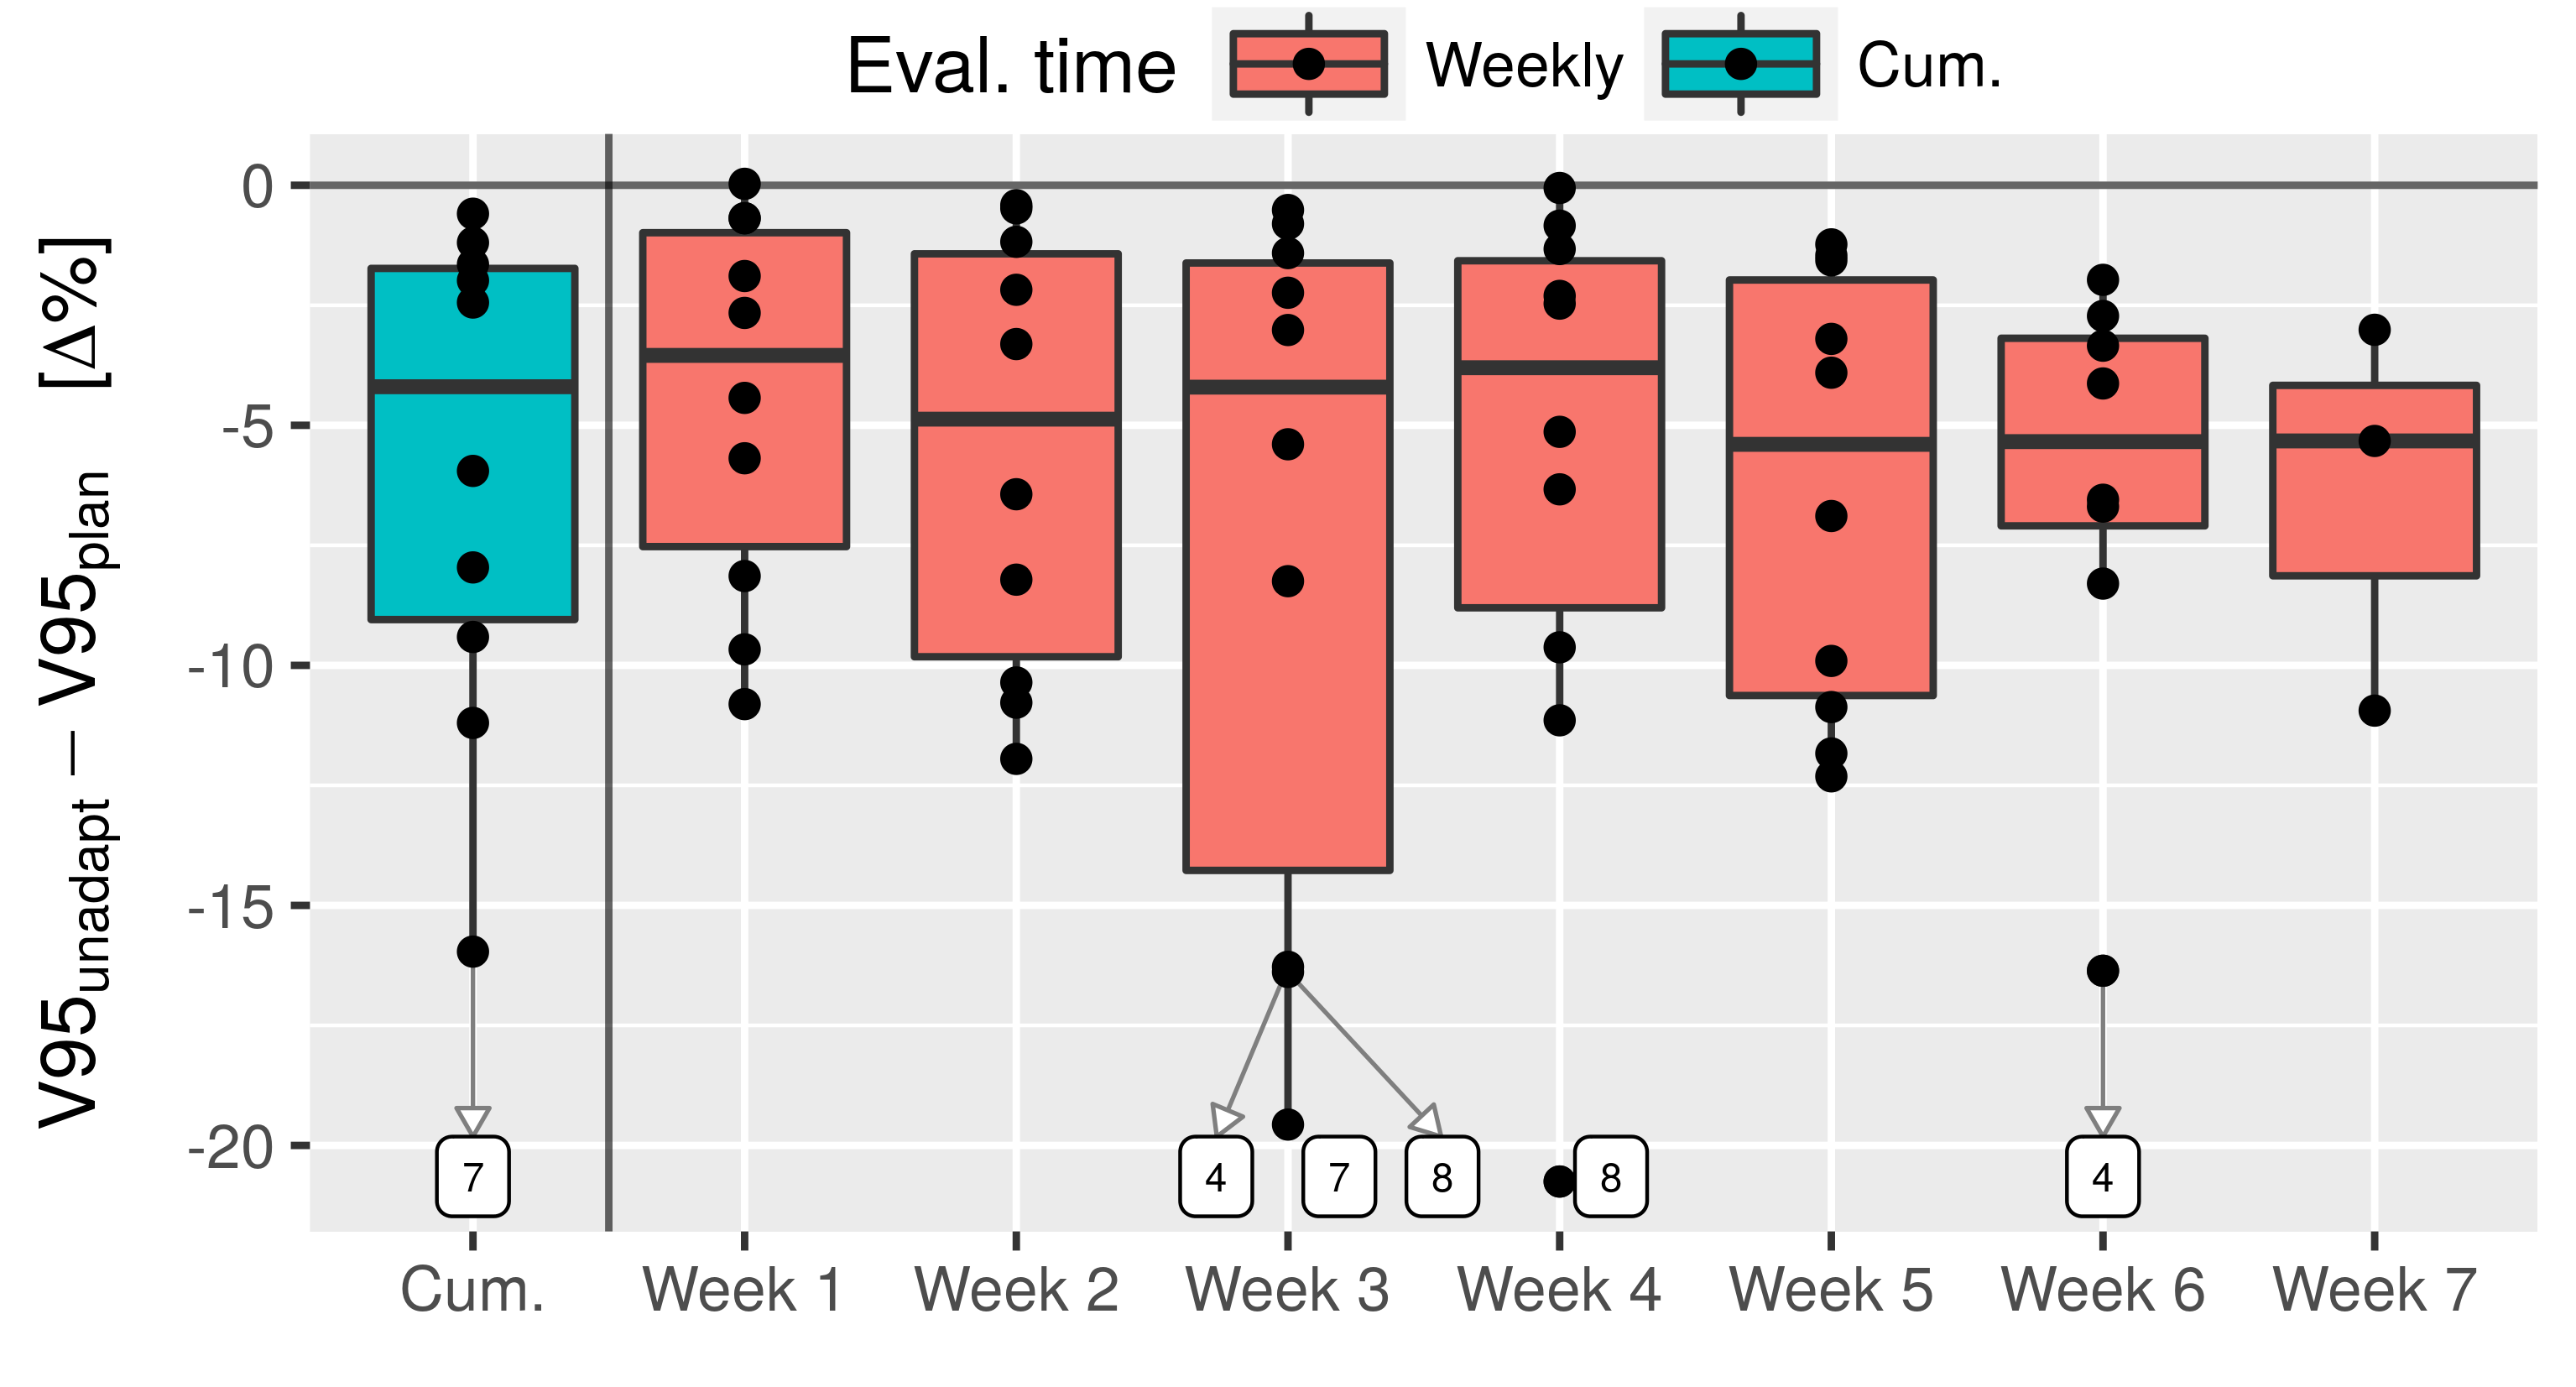 Eval. time Weekly Cum.
V95unadapt − V95plan [Δ%]
0
-5
-10
-15
-20
7 4 7 8 8 4
Cum. Week 1 Week 2 Week 3 Week 4 Week 5 Week 6 Week 7